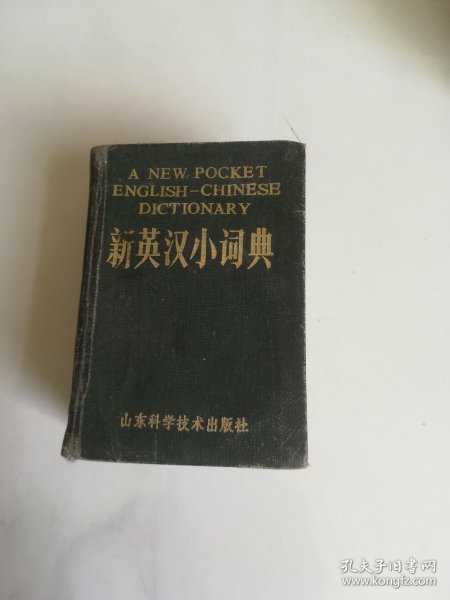 A NEW POCKET
ENGLISH-CHINESE
DICTIONARY
新英汉小词典
山东科学技术出版社
孔夫子旧书网
www.kongfz.com